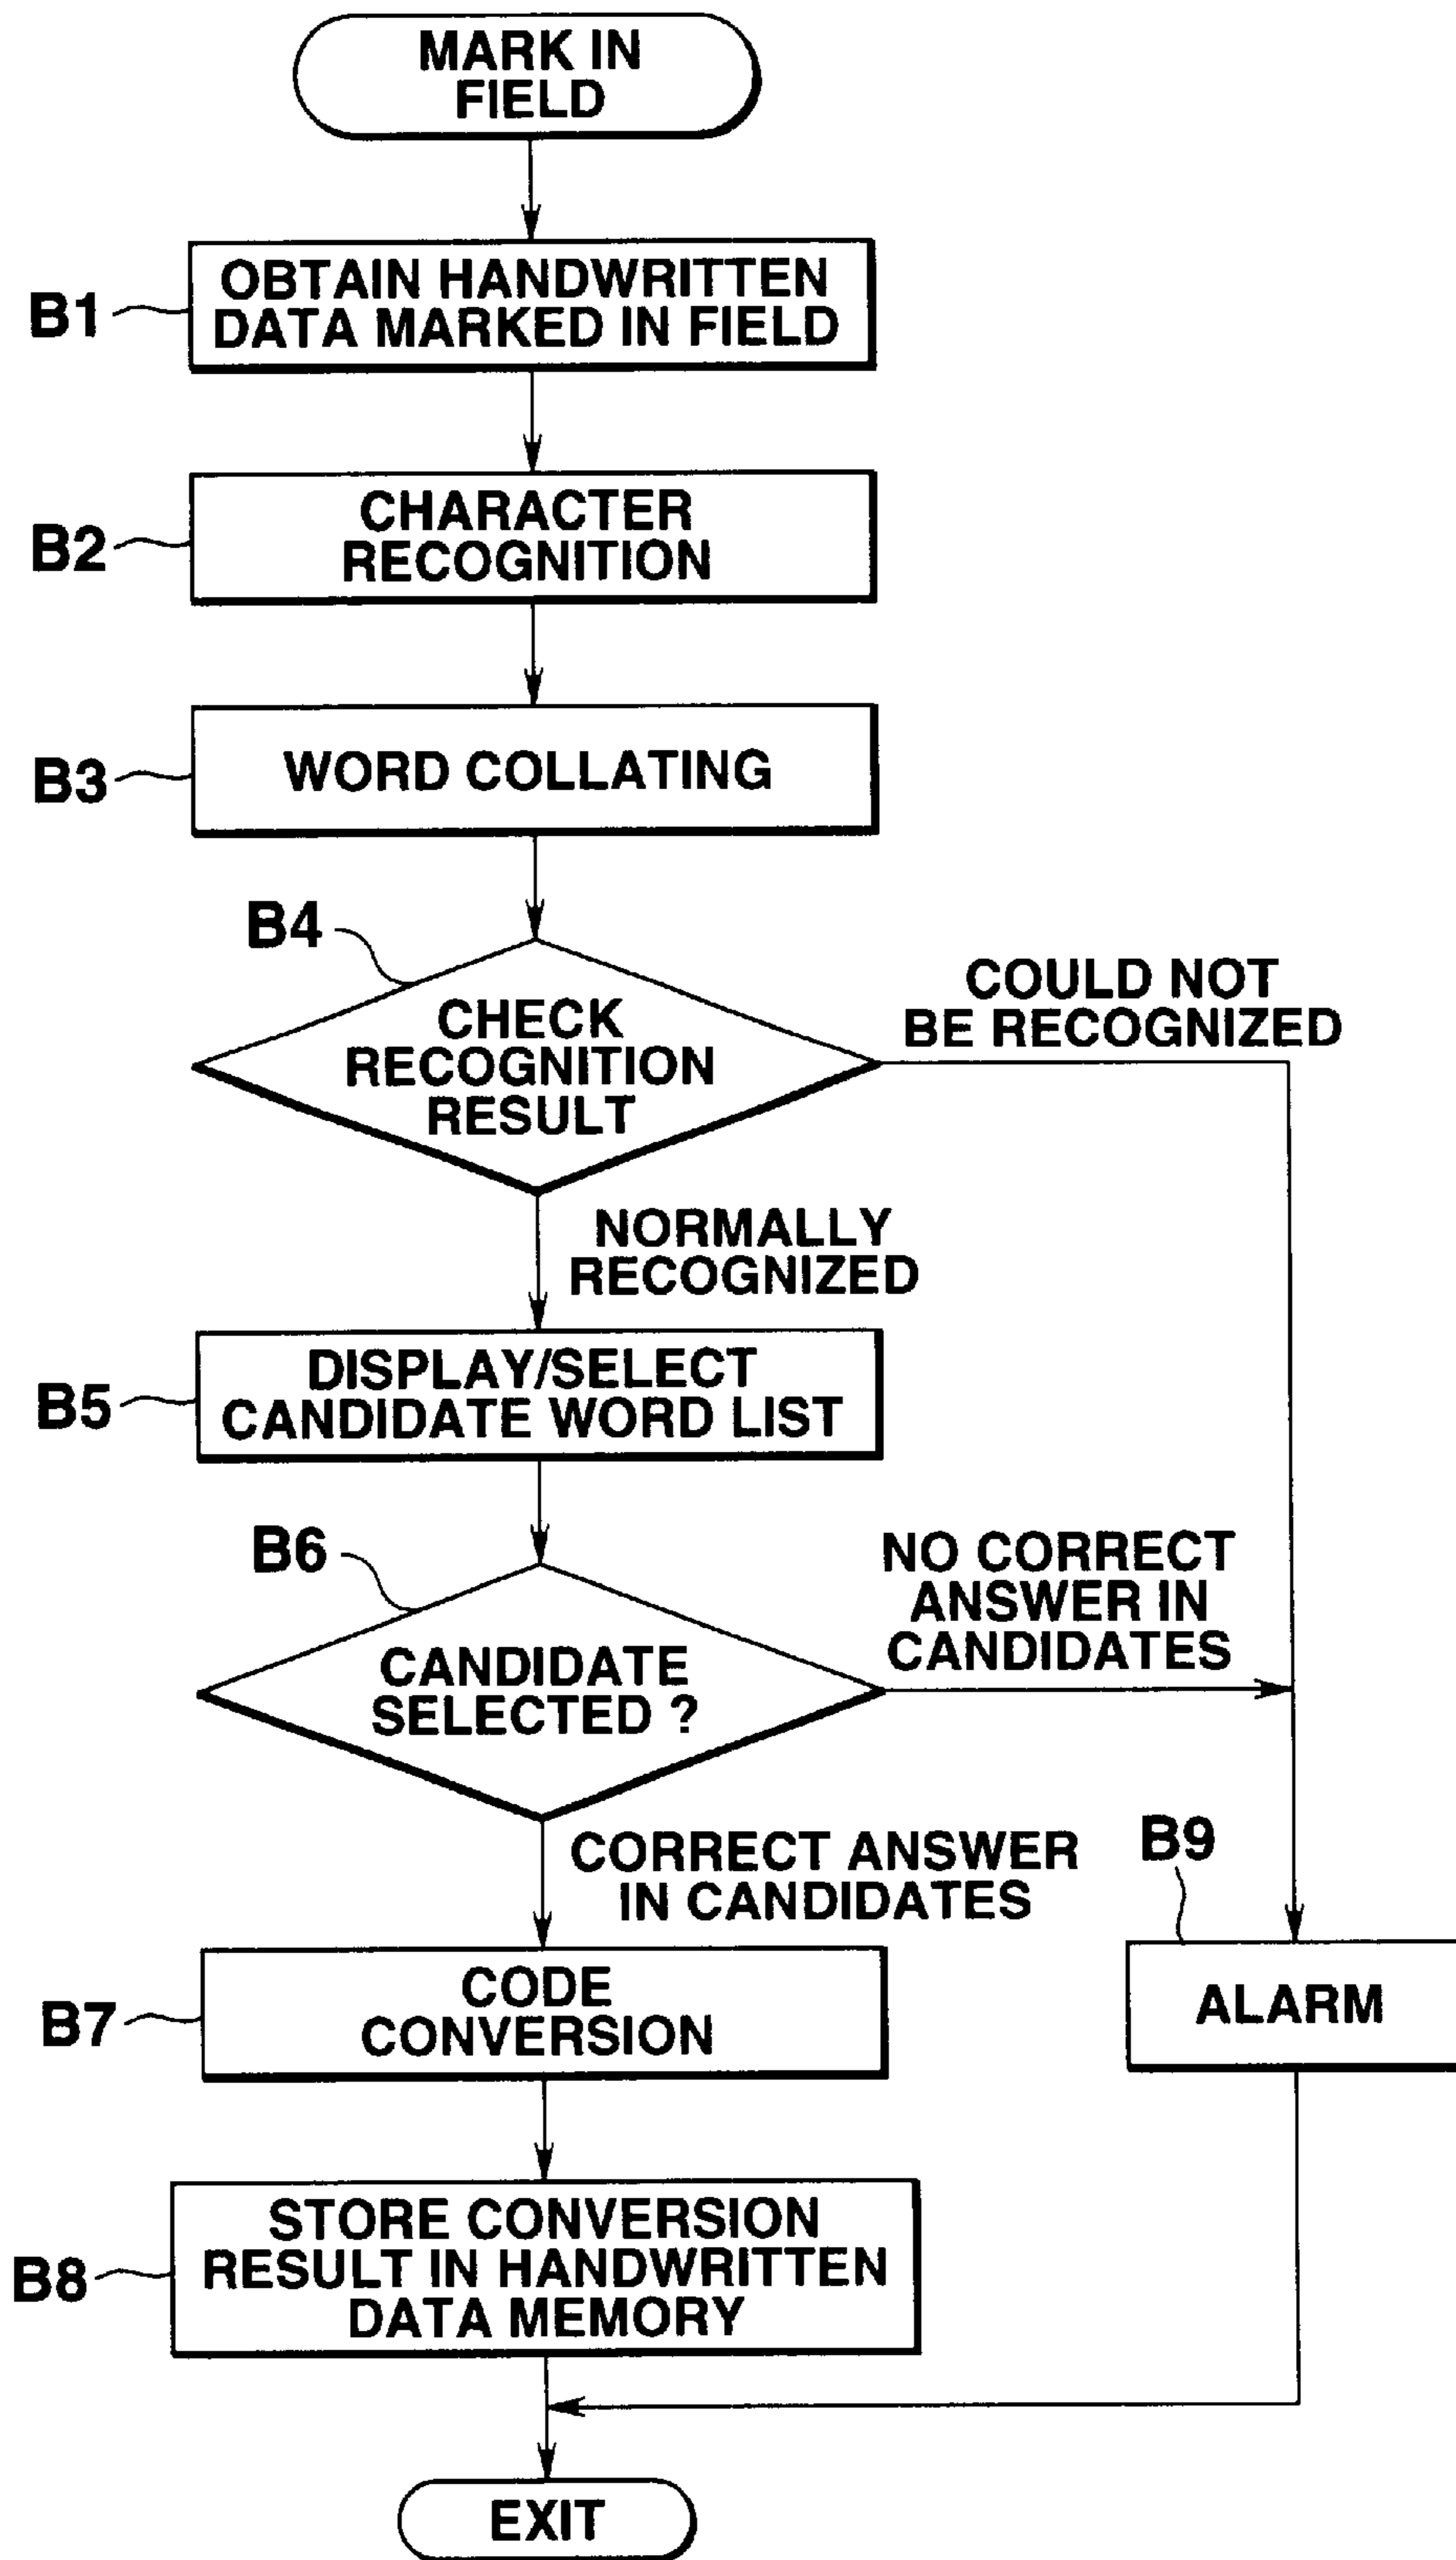 MARK IN
FIELD
B1
OBTAIN HANDWRITTEN
DATA MARKED IN FIELD
B2
CHARACTER
RECOGNITION
B3
WORD COLLATING
B4
CHECK
RECOGNITION
RESULT
COULD NOT
BE RECOGNIZED
NORMALLY
RECOGNIZED
B5
DISPLAY/SELECT
CANDIDATE WORD LIST
B6
CANDIDATE
SELECTED ?
NO CORRECT
ANSWER IN
CANDIDATES
CORRECT ANSWER
IN CANDIDATES
B9
ALARM
B7
CODE
CONVERSION
B8
STORE CONVERSION
RESULT IN HANDWRITTEN
DATA MEMORY
EXIT